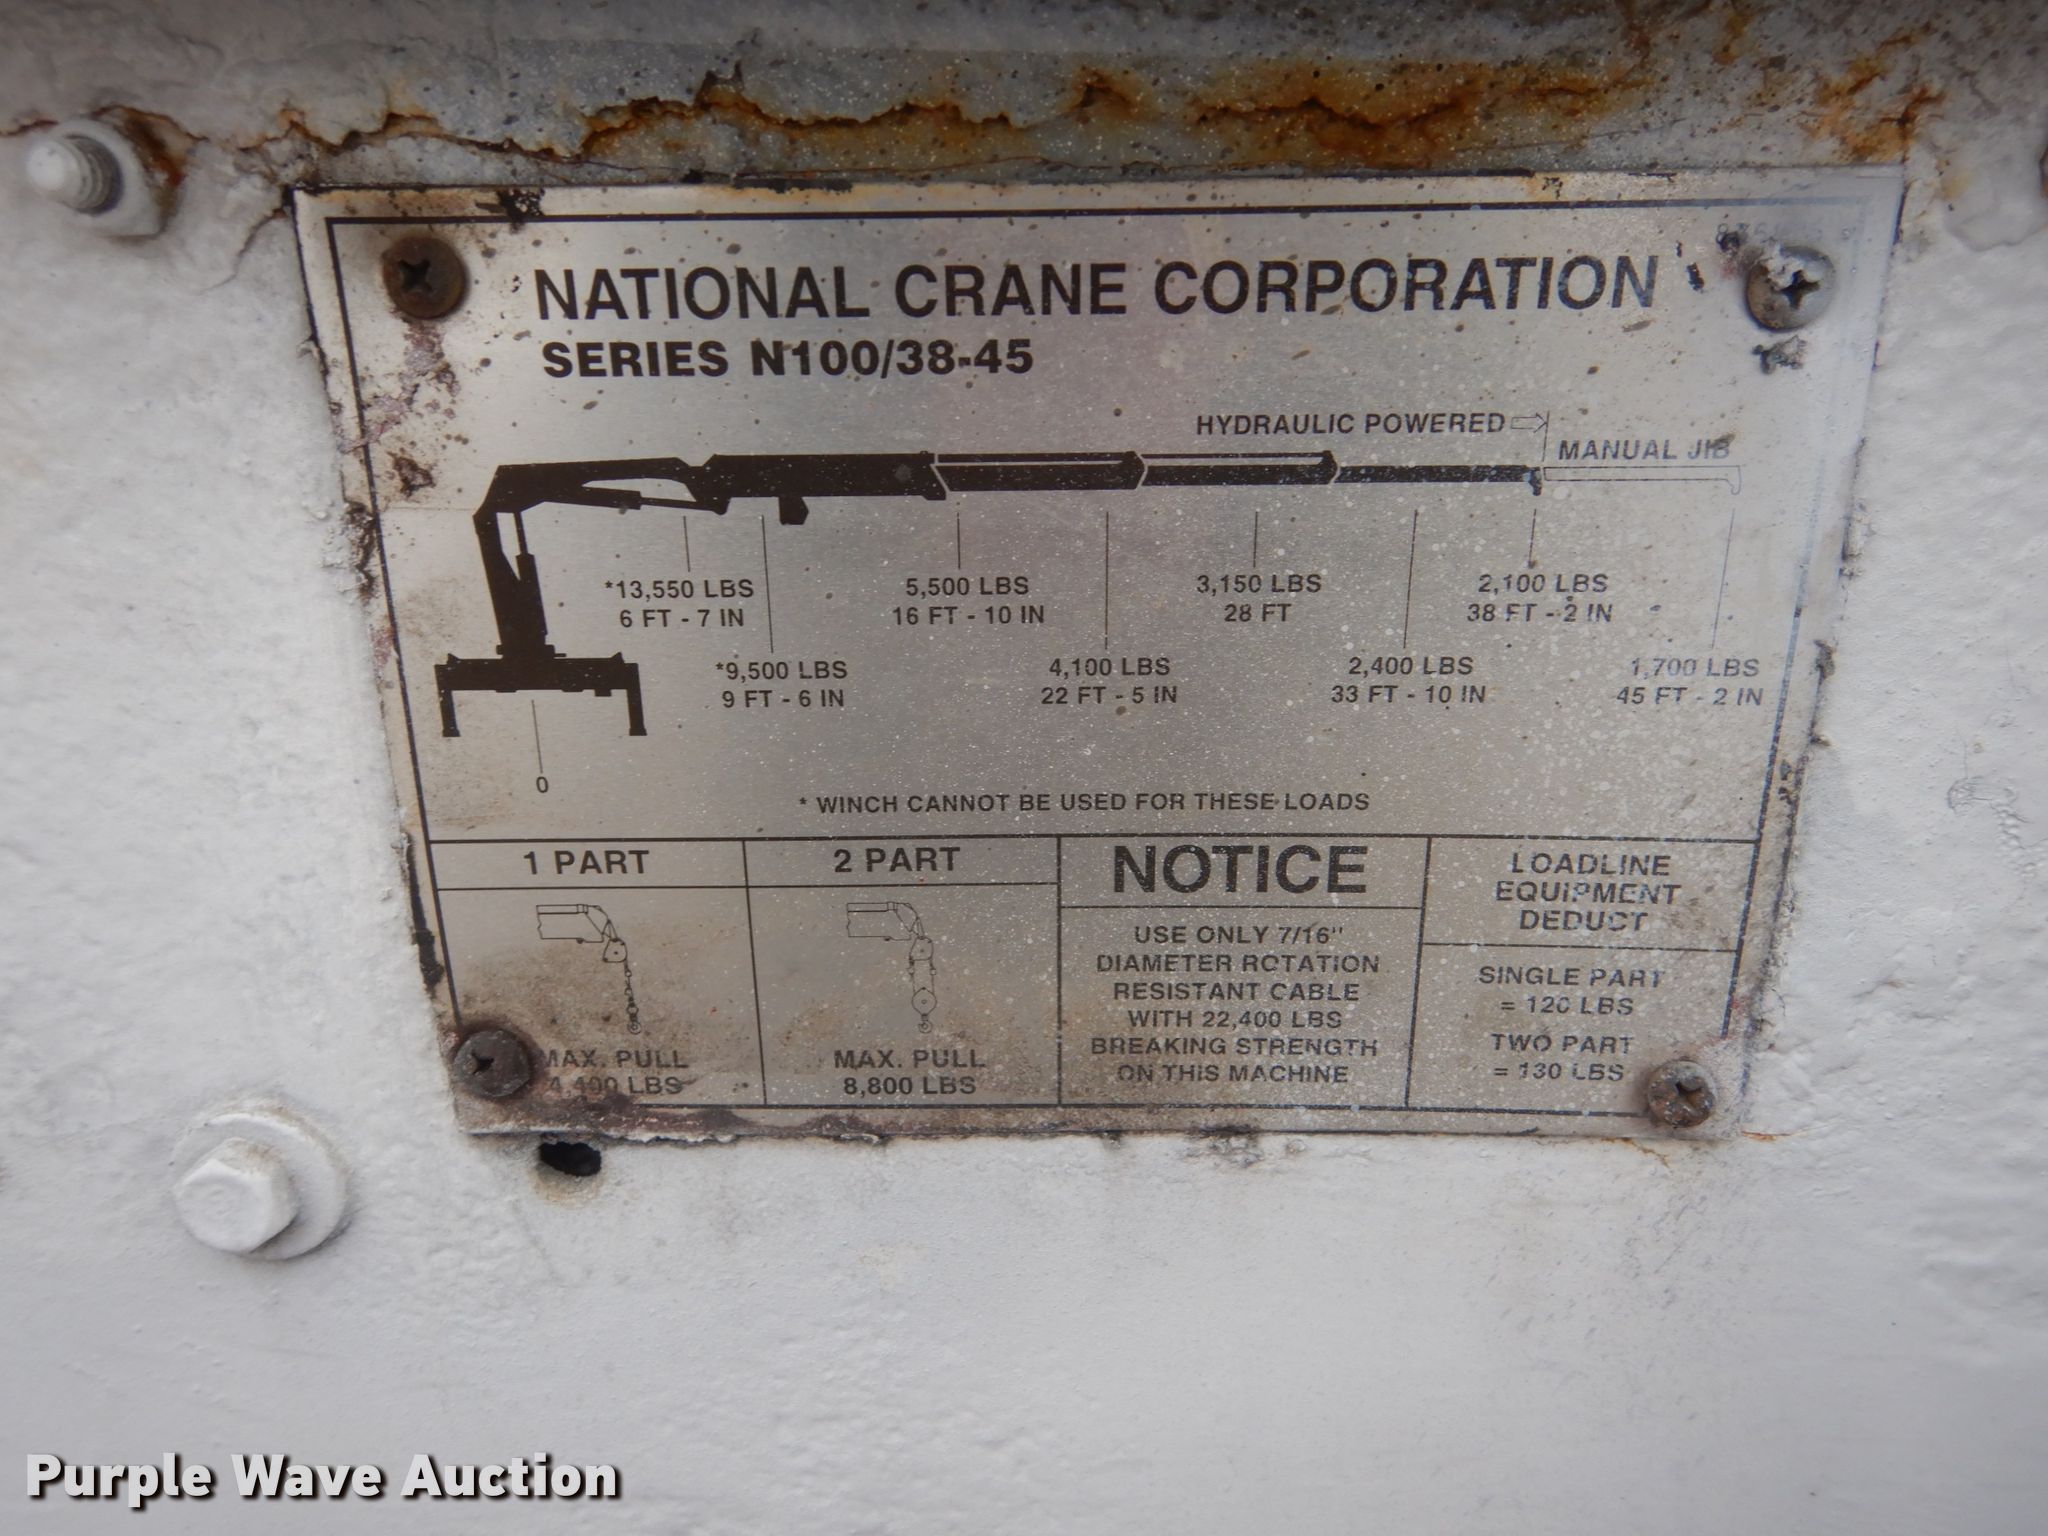 NATIONAL CRANE CORPORATION
SERIES N100/38-45
HYDRAULIC POWERED
MANUAL JIB
*13,550 LBS
6 FT - 7 IN
5,500 LBS
16 FT - 10 IN
3,150 LBS
28 FT
2,100 LBS
38 FT - 2 IN
*9,500 LBS
9 FT - 6 IN
4,100 LBS
22 FT - 5 IN
2,400 LBS
33 FT - 10 IN
1,700 LBS
45 FT - 2 IN
0
* WINCH CANNOT BE USED FOR THESE LOADS
1 PART
MAX. PULL
4,400 LBS
2 PART
MAX. PULL
8,800 LBS
NOTICE
USE ONLY 7/16"
DIAMETER ROTATION
RESISTANT CABLE
WITH 22,400 LBS
BREAKING STRENGTH
ON THIS MACHINE
LOADLINE
EQUIPMENT
DEDUCT
SINGLE PART
= 120 LBS
TWO PART
= 130 LBS
Purple Wave Auction